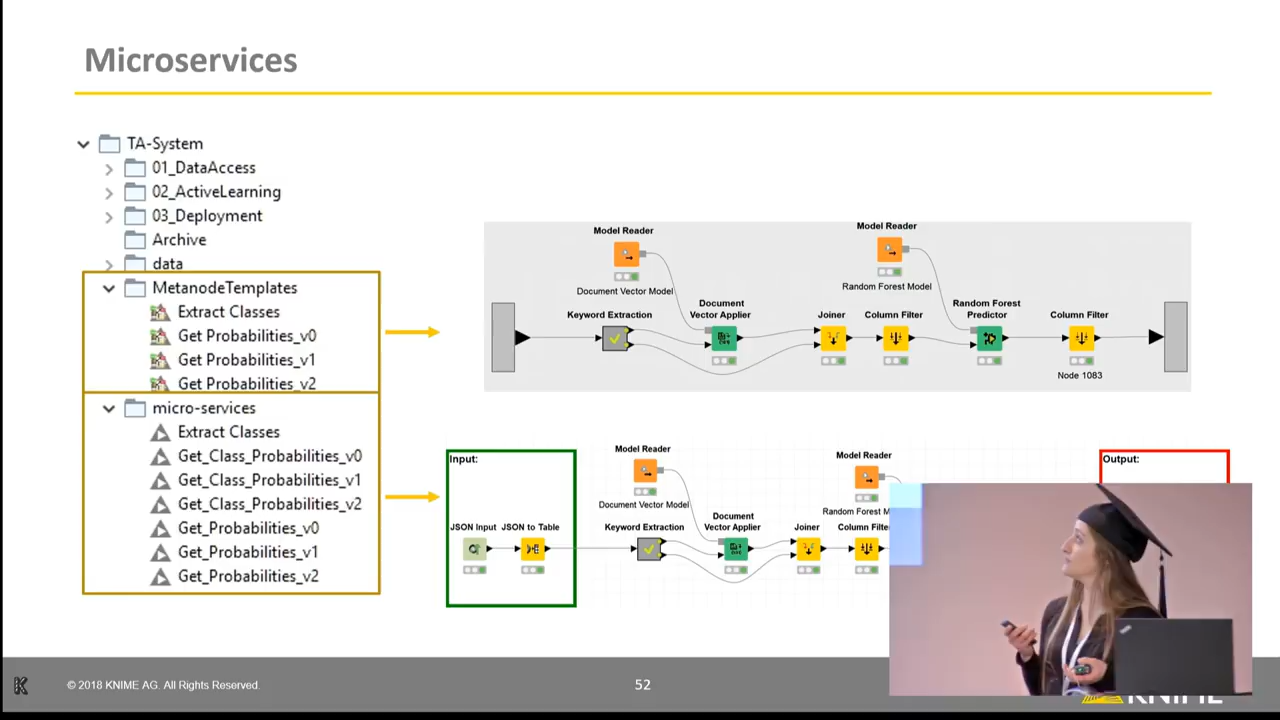 Microservices
TA-System
01_DataAccess
02_ActiveLearning
03_Deployment
Archive
data
MetanodeTemplates
Extract Classes
Get Probabilities_v0
Get Probabilities_v1
Get Probabilities_v2
micro-services
Extract Classes
Get_Class_Probabilities_v0
Get_Class_Probabilities_v1
Get_Class_Probabilities_v2
Get_Probabilities_v0
Get_Probabilities_v1
Get_Probabilities_v2
Model Reader
Model Reader
Document Vector Model
Random Forest Model
Keyword Extraction
Document
Vector Applier
Joiner
Column Filter
Random Forest
Predictor
Column Filter
Node 1083
Input:
Model Reader
Model Reader
Output:
Document Vector Model
Random Forest M
JSON Input
JSON to Table
Keyword Extraction
Document
Vector Applier
Joiner
Column Filte
© 2018 KNIME AG. All Rights Reserved.
52
KNIME